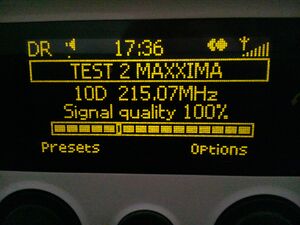 DR 17:36
TEST 2 MAXXIMA
10D 215.07MHz
Signal quality 100%
Presets Options